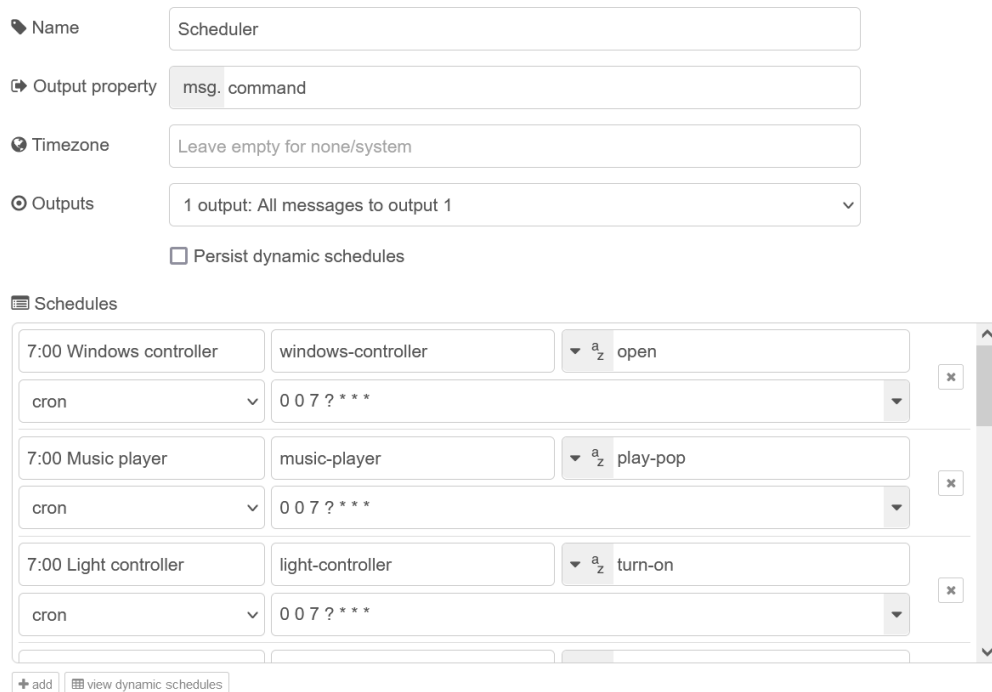 Name
Scheduler
Output property
msg. command
Timezone
Leave empty for none/system
Outputs
1 output: All messages to output 1
Persist dynamic schedules
Schedules
7:00 Windows controller
windows-controller
a z
open
cron
0 0 7 ? * * *
7:00 Music player
music-player
a z
play-pop
cron
0 0 7 ? * * *
7:00 Light controller
light-controller
a z
turn-on
cron
0 0 7 ? * * *
+ add
view dynamic schedules